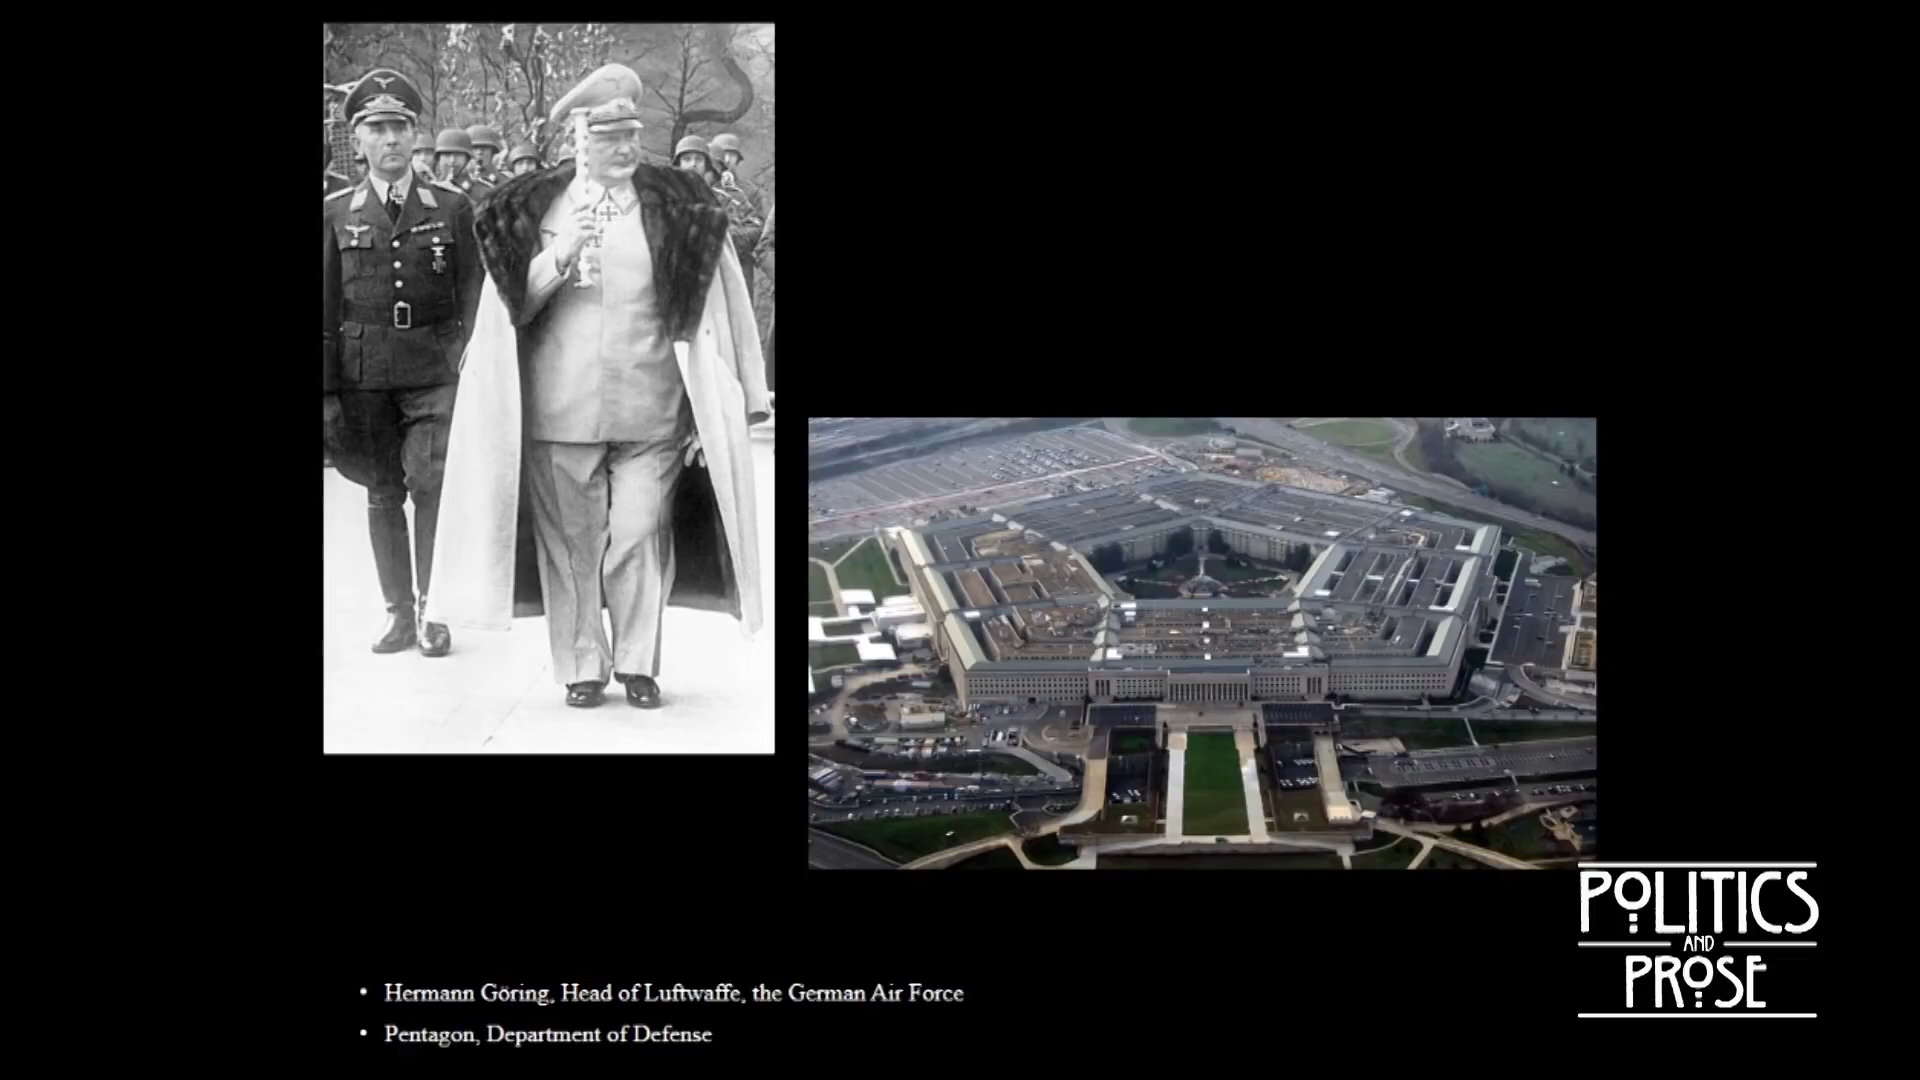 • Hermann Göring, Head of Luftwaffe, the German Air Force
• Pentagon, Department of Defense
POLITICS
AND
PROSE